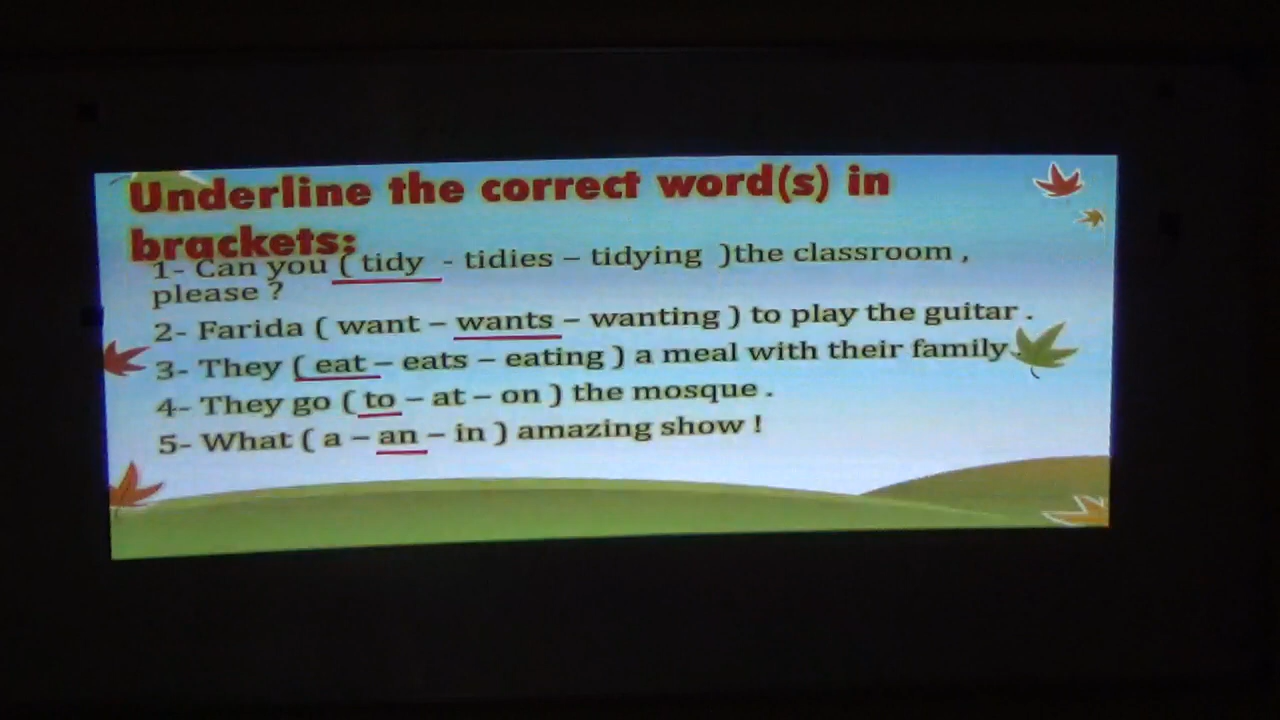 Underline the correct word(s) in
brackets:
1- Can you ( tidy - tidies – tidying )the classroom ,
please ?
2- Farida ( want – wants – wanting ) to play the guitar .
3- They ( eat – eats – eating ) a meal with their family .
4- They go ( to – at – on ) the mosque .
5- What ( a – an – in ) amazing show !